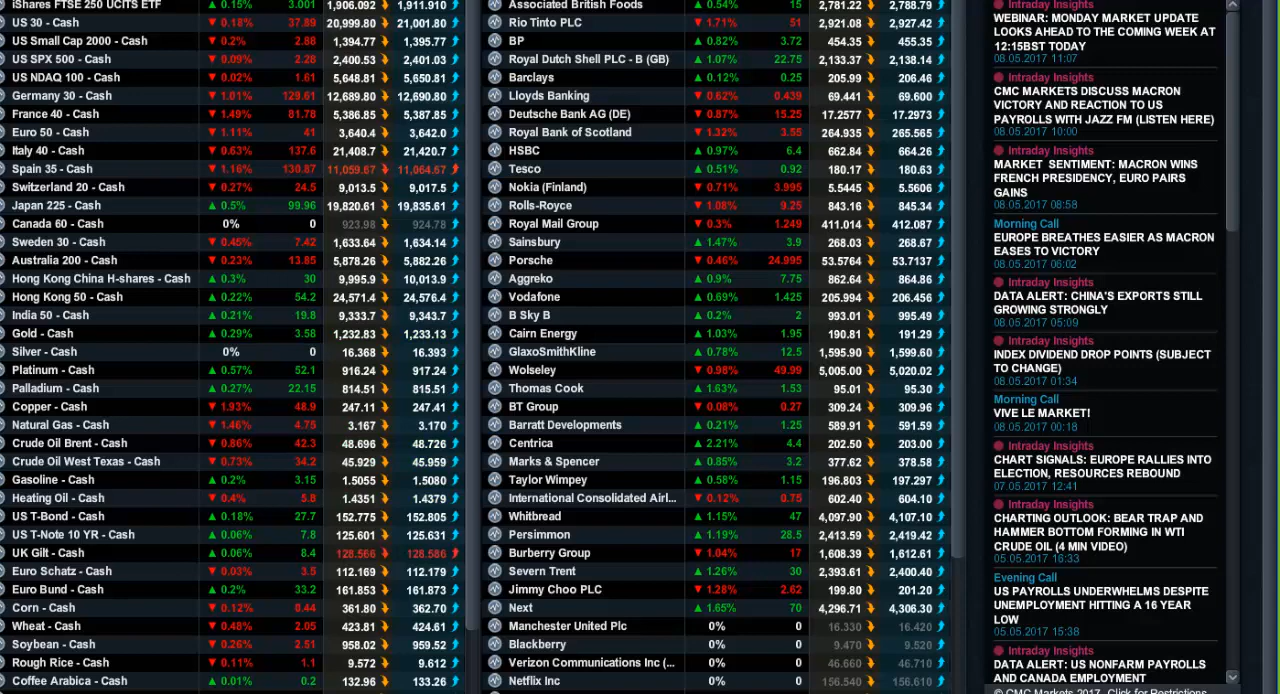 iShares FTSE 250 UCITS ETF ▲ 0.15% 3.001 1,906.092 1,911.910
US 30 - Cash ▼ 0.18% 37.89 20,999.80 21,001.80
US Small Cap 2000 - Cash ▼ 0.2% 2.88 1,394.77 1,395.77
US SPX 500 - Cash ▼ 0.09% 2.28 2,400.53 2,401.03
US NDAQ 100 - Cash ▼ 0.02% 1.61 5,648.81 5,650.81
Germany 30 - Cash ▼ 1.01% 129.61 12,689.80 12,690.80
France 40 - Cash ▼ 1.49% 81.78 5,386.85 5,387.85
Euro 50 - Cash ▼ 1.11% 41 3,640.4 3,642.0
Italy 40 - Cash ▼ 0.63% 137.6 21,408.7 21,420.7
Spain 35 - Cash ▼ 1.16% 130.87 11,059.67 11,064.67
Switzerland 20 - Cash ▼ 0.27% 24.5 9,013.5 9,017.5
Japan 225 - Cash ▲ 0.5% 99.96 19,820.61 19,835.61
Canada 60 - Cash 0% 0 923.98 924.78
Sweden 30 - Cash ▼ 0.45% 7.42 1,633.64 1,634.14
Australia 200 - Cash ▼ 0.23% 13.85 5,878.26 5,882.26
Hong Kong China H-shares - Cash ▲ 0.3% 30 9,995.9 10,013.9
Hong Kong 50 - Cash ▲ 0.22% 54.2 24,571.4 24,576.4
India 50 - Cash ▲ 0.21% 19.8 9,333.7 9,343.7
Gold - Cash ▲ 0.29% 3.58 1,232.83 1,233.13
Silver - Cash 0% 0 16.368 16.393
Platinum - Cash ▲ 0.57% 52.1 916.24 917.24
Palladium - Cash ▲ 0.27% 22.15 814.51 815.51
Copper - Cash ▼ 1.93% 48.9 247.11 247.41
Natural Gas - Cash ▼ 1.46% 4.75 3.167 3.170
Crude Oil Brent - Cash ▼ 0.86% 42.3 48.696 48.726
Crude Oil West Texas - Cash ▼ 0.73% 34.2 45.929 45.959
Gasoline - Cash ▲ 0.2% 3.15 1.5055 1.5080
Heating Oil - Cash ▼ 0.4% 5.8 1.4351 1.4379
US T-Bond - Cash ▲ 0.18% 27.7 152.775 152.805
US T-Note 10 YR - Cash ▲ 0.06% 7.8 125.601 125.631
UK Gilt - Cash ▲ 0.06% 8.4 128.566 128.586
Euro Schatz - Cash ▼ 0.03% 3.5 112.169 112.179
Euro Bund - Cash ▲ 0.2% 33.2 161.853 161.873
Corn - Cash ▼ 0.12% 0.44 361.80 362.70
Wheat - Cash ▼ 0.48% 2.05 423.81 424.61
Soybean - Cash ▼ 0.26% 2.51 958.02 959.52
Rough Rice - Cash ▼ 0.11% 1.1 9.572 9.612
Coffee Arabica - Cash ▲ 0.01% 0.2 132.96 133.26
Associated British Foods ▲ 0.54% 15 2,781.22 2,788.79
Rio Tinto PLC ▼ 1.71% 51 2,921.08 2,927.42
BP ▲ 0.82% 3.72 454.35 455.35
Royal Dutch Shell PLC - B (GB) ▲ 1.07% 22.75 2,133.37 2,138.14
Barclays ▲ 0.12% 0.25 205.99 206.46
Lloyds Banking ▼ 0.62% 0.439 69.441 69.600
Deutsche Bank AG (DE) ▼ 0.87% 15.25 17.2577 17.2973
Royal Bank of Scotland ▼ 1.32% 3.55 264.935 265.565
HSBC ▲ 0.97% 6.4 662.84 664.26
Tesco ▲ 0.51% 0.92 180.17 180.63
Nokia (Finland) ▼ 0.71% 3.995 5.5445 5.5606
Rolls-Royce ▼ 1.08% 9.25 843.16 845.34
Royal Mail Group ▼ 0.3% 1.249 411.014 412.087
Sainsbury ▲ 1.47% 3.9 268.03 268.67
Porsche ▼ 0.46% 24.995 53.5764 53.7137
Aggreko ▲ 0.9% 7.75 862.64 864.86
Vodafone ▲ 0.69% 1.425 205.994 206.456
B Sky B ▲ 0.2% 2 993.01 995.49
Cairn Energy ▲ 1.03% 1.95 190.81 191.29
GlaxoSmithKline ▲ 0.78% 12.5 1,595.90 1,599.60
Wolseley ▼ 0.98% 49.99 5,005.00 5,020.02
Thomas Cook ▲ 1.63% 1.53 95.01 95.30
BT Group ▼ 0.08% 0.27 309.24 309.96
Barratt Developments ▲ 0.21% 1.25 589.91 591.59
Centrica ▲ 2.21% 4.4 202.50 203.00
Marks & Spencer ▲ 0.85% 3.2 377.62 378.58
Taylor Wimpey ▲ 0.58% 1.15 196.803 197.297
International Consolidated Airl... ▼ 0.12% 0.75 602.40 604.10
Whitbread ▲ 1.15% 47 4,097.90 4,107.10
Persimmon ▲ 1.19% 28.5 2,413.59 2,419.42
Burberry Group ▼ 1.04% 17 1,608.39 1,612.61
Severn Trent ▲ 1.26% 30 2,393.61 2,400.40
Jimmy Choo PLC ▼ 1.28% 2.62 199.80 201.20
Next ▲ 1.65% 70 4,296.71 4,306.30
Manchester United Plc 0% 0 16.330 16.420
Blackberry 0% 0 9.470 9.520
Verizon Communications Inc (... 0% 0 46.660 46.710
Netflix Inc 0% 0 156.540 156.610
Intraday Insights
WEBINAR: MONDAY MARKET UPDATE
LOOKS AHEAD TO THE COMING WEEK AT
12:15BST TODAY
08.05.2017 11:07
Intraday Insights
CMC MARKETS DISCUSS MACRON
VICTORY AND REACTION TO US
PAYROLLS WITH JAZZ FM (LISTEN HERE)
08.05.2017 10:00
Intraday Insights
MARKET SENTIMENT: MACRON WINS
FRENCH PRESIDENCY, EURO PAIRS
GAINS
08.05.2017 08:58
Morning Call
EUROPE BREATHES EASIER AS MACRON
EASES TO VICTORY
08.05.2017 06:02
Intraday Insights
DATA ALERT: CHINA'S EXPORTS STILL
GROWING STRONGLY
08.05.2017 05:09
Intraday Insights
INDEX DIVIDEND DROP POINTS (SUBJECT
TO CHANGE)
08.05.2017 01:34
Morning Call
VIVE LE MARKET!
08.05.2017 00:18
Intraday Insights
CHART SIGNALS: EUROPE RALLIES INTO
ELECTION, RESOURCES REBOUND
07.05.2017 12:41
Intraday Insights
CHARTING OUTLOOK: BEAR TRAP AND
HAMMER BOTTOM FORMING IN WTI
CRUDE OIL (4 MIN VIDEO)
05.05.2017 16:33
Evening Call
US PAYROLLS UNDERWHELMS DESPITE
UNEMPLOYMENT HITTING A 16 YEAR
LOW
05.05.2017 15:38
Intraday Insights
DATA ALERT: US NONFARM PAYROLLS
AND CANADA EMPLOYMENT
© CMC Markets 2017. Click for Restrictions